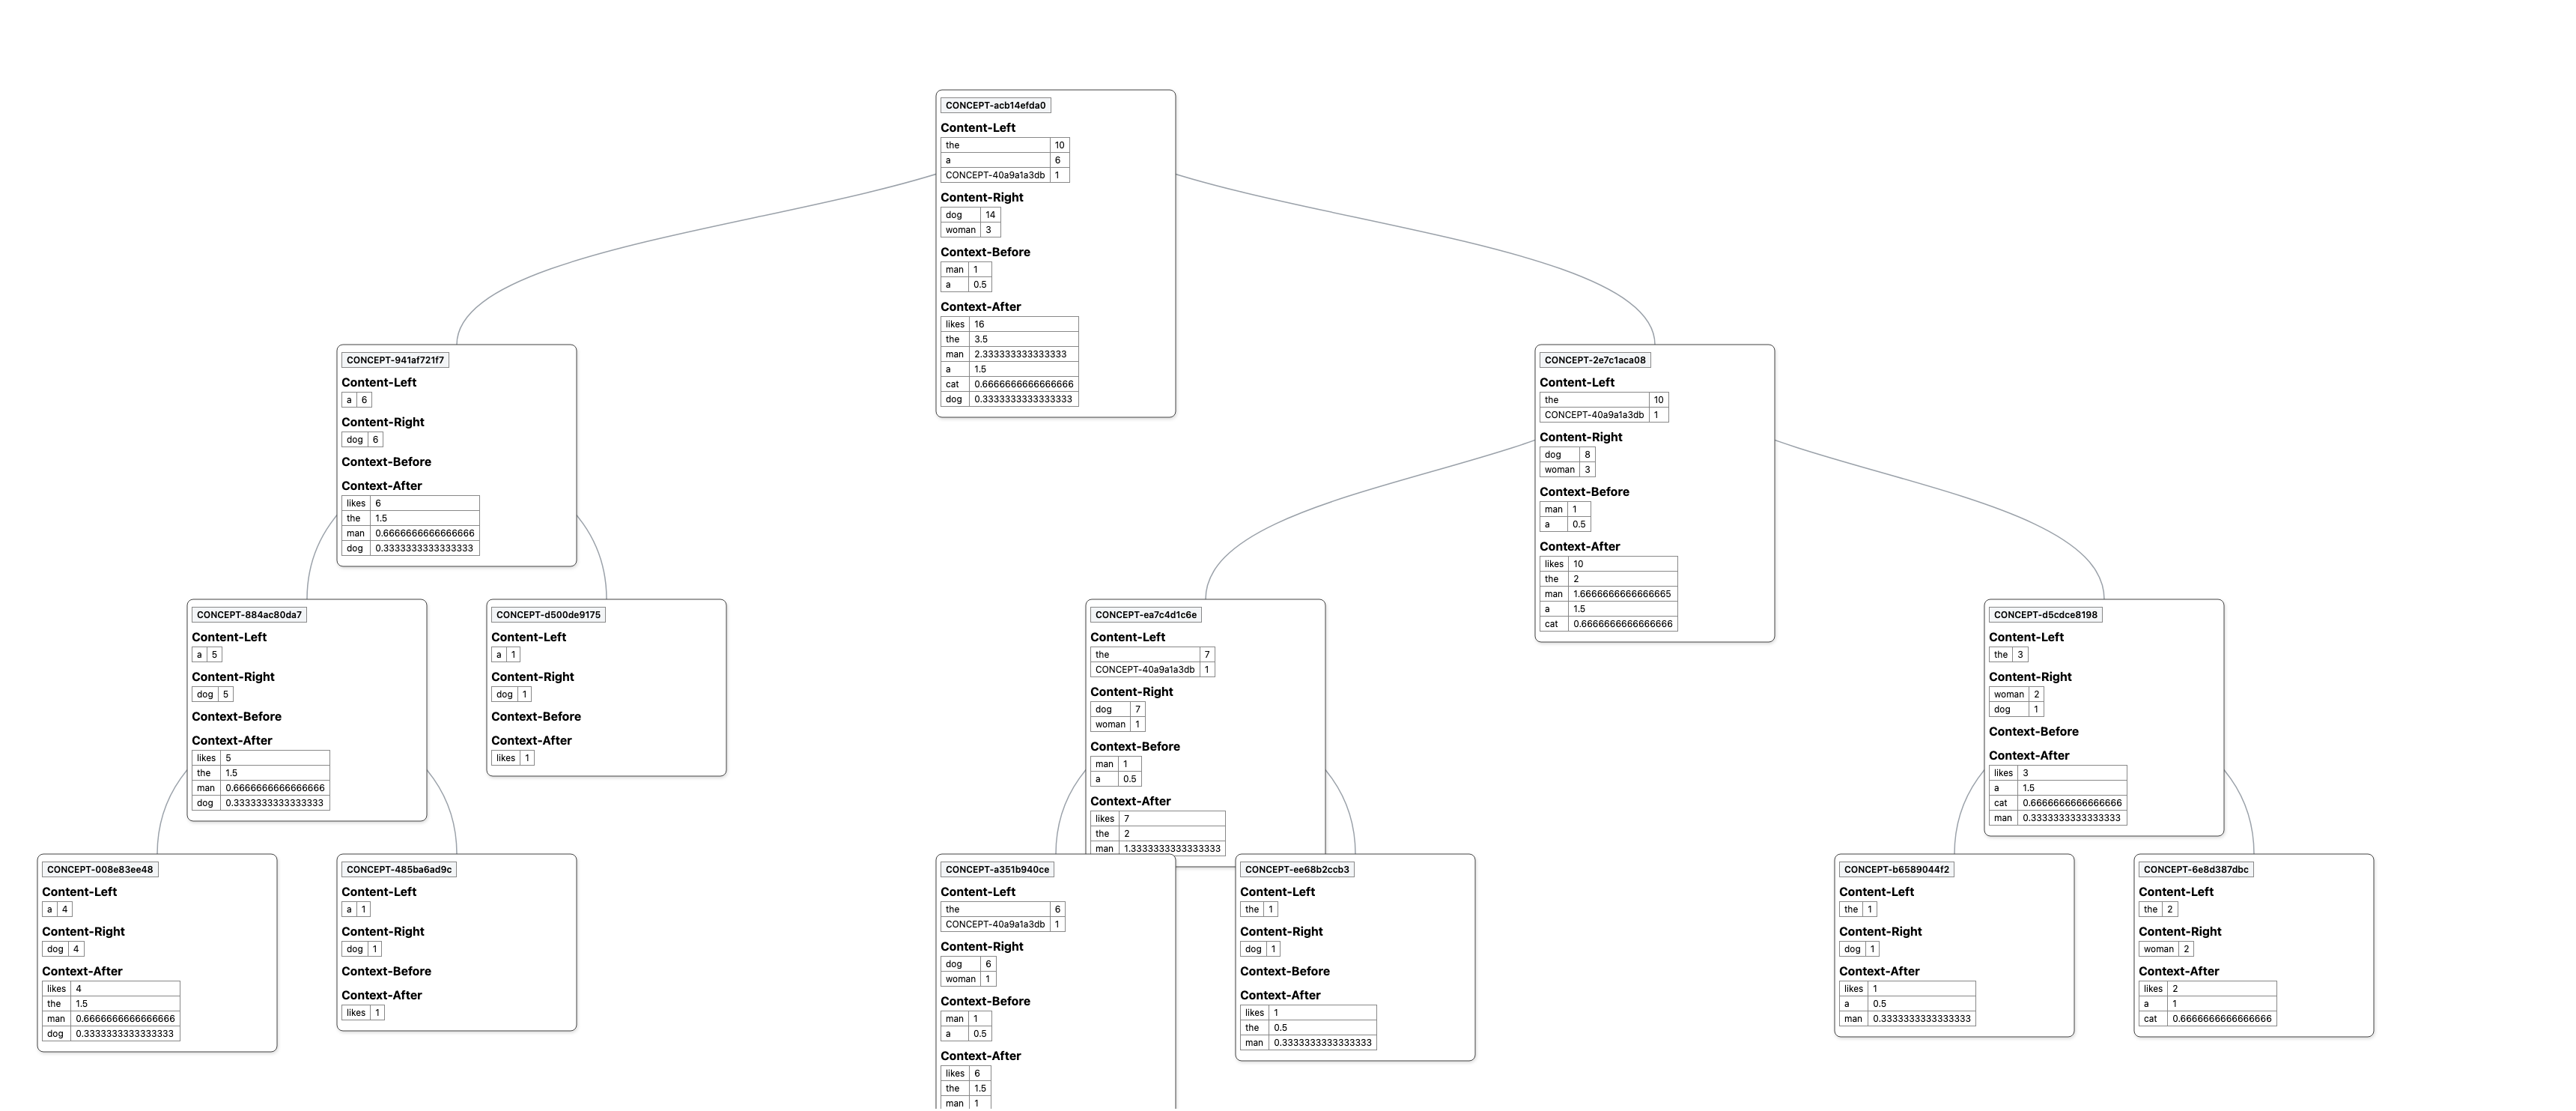 CONCEPT-acb14efda0
Content-Left
the 10
a 6
CONCEPT-40a9a1a3db 1
Content-Right
dog 14
woman 3
Context-Before
man 1
a 0.5
Context-After
likes 16
the 3.5
man 2.333333333333333
a 1.5
cat 0.6666666666666666
dog 0.3333333333333333
CONCEPT-941af721f7
Content-Left
a 6
Content-Right
dog 6
Context-Before
Context-After
likes 6
the 1.5
man 0.6666666666666666
dog 0.3333333333333333
CONCEPT-2e7c1aca08
Content-Left
the 10
CONCEPT-40a9a1a3db 1
Content-Right
dog 8
woman 3
Context-Before
man 1
a 0.5
Context-After
likes 10
the 2
man 1.6666666666666665
a 1.5
cat 0.6666666666666666
CONCEPT-884ac80da7
Content-Left
a 5
Content-Right
dog 5
Context-Before
Context-After
likes 5
the 1.5
man 0.6666666666666666
dog 0.3333333333333333
CONCEPT-d500de9175
Content-Left
a 1
Content-Right
dog 1
Context-Before
Context-After
likes 1
CONCEPT-ea7c4d1c6e
Content-Left
the 7
CONCEPT-40a9a1a3db 1
Content-Right
dog 7
woman 1
Context-Before
man 1
a 0.5
Context-After
likes 7
the 2
man 1.3333333333333333
CONCEPT-d5cdce8198
Content-Left
the 3
Content-Right
woman 2
dog 1
Context-Before
Context-After
likes 3
a 1.5
cat 0.6666666666666666
man 0.3333333333333333
CONCEPT-008e83ee48
Content-Left
a 4
Content-Right
dog 4
Context-After
likes 4
the 1.5
man 0.6666666666666666
dog 0.3333333333333333
CONCEPT-485ba6ad9c
Content-Left
a 1
Content-Right
dog 1
Context-Before
Context-After
likes 1
CONCEPT-a351b940ce
Content-Left
the 6
CONCEPT-40a9a1a3db 1
Content-Right
dog 6
woman 1
Context-Before
man 1
a 0.5
Context-After
likes 6
the 1.5
man 1
CONCEPT-ee68b2ccb3
Content-Left
the 1
Content-Right
dog 1
Context-Before
Context-After
likes 1
the 0.5
man 0.3333333333333333
CONCEPT-b6589044f2
Content-Left
the 1
Content-Right
dog 1
Context-After
likes 1
a 0.5
man 0.3333333333333333
CONCEPT-6e8d387dbc
Content-Left
the 2
Content-Right
woman 2
Context-After
likes 2
a 1
cat 0.6666666666666666